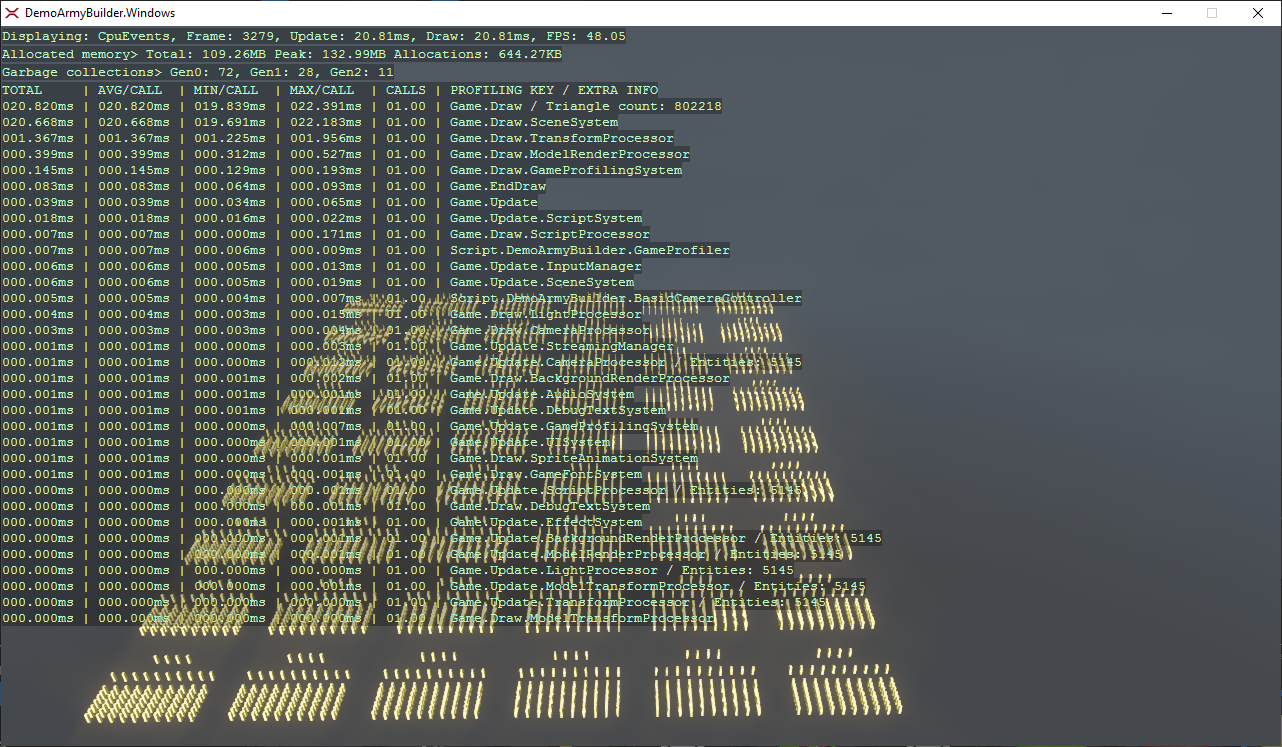 DemoArmyBuilder.Windows
Displaying: CpuEvents, Frame: 3279, Update: 20.81ms, Draw: 20.81ms, FPS: 48.05
Allocated memory> Total: 109.26MB Peak: 132.99MB Allocations: 644.27KB
Garbage collections> Gen0: 72, Gen1: 28, Gen2: 11
TOTAL | AVG/CALL | MIN/CALL | MAX/CALL | CALLS | PROFILING KEY / EXTRA INFO
020.820ms | 020.820ms | 019.839ms | 022.391ms | 01.00 | Game.Draw / Triangle count: 802218
020.668ms | 020.668ms | 019.691ms | 022.183ms | 01.00 | Game.Draw.SceneSystem
001.367ms | 001.367ms | 001.225ms | 001.956ms | 01.00 | Game.Draw.TransformProcessor
000.399ms | 000.399ms | 000.312ms | 000.527ms | 01.00 | Game.Draw.ModelRenderProcessor
000.145ms | 000.145ms | 000.129ms | 000.193ms | 01.00 | Game.Draw.GameProfilingSystem
000.083ms | 000.083ms | 000.064ms | 000.093ms | 01.00 | Game.EndDraw
000.039ms | 000.039ms | 000.034ms | 000.065ms | 01.00 | Game.Update
000.018ms | 000.018ms | 000.016ms | 000.022ms | 01.00 | Game.Update.ScriptSystem
000.007ms | 000.007ms | 000.000ms | 000.171ms | 01.00 | Game.Draw.ScriptProcessor
000.007ms | 000.007ms | 000.006ms | 000.009ms | 01.00 | Script.DemoArmyBuilder.GameProfiler
000.006ms | 000.006ms | 000.005ms | 000.013ms | 01.00 | Game.Update.InputManager
000.006ms | 000.006ms | 000.005ms | 000.019ms | 01.00 | Game.Update.SceneSystem
000.005ms | 000.005ms | 000.004ms | 000.007ms | 01.00 | Script.DemoArmyBuilder.BasicCameraController
000.004ms | 000.004ms | 000.003ms | 000.015ms | 01.00 | Game.Draw.LightProcessor
000.003ms | 000.003ms | 000.003ms | 000.004ms | 01.00 | Game.Draw.CameraProcessor
000.001ms | 000.001ms | 000.000ms | 000.003ms | 01.00 | Game.Update.StreamingManager
000.001ms | 000.001ms | 000.000ms | 01.00 | Game.Update.CameraProcessor / Entities: 5145
000.001ms | 000.001ms | 000.001ms | 000.002ms | 01.00 | Game.Draw.BackgroundRenderProcessor
000.001ms | 000.001ms | 000.001ms | 000.001ms | 01.00 | Game.Update.AudioSystem
000.001ms | 000.001ms | 000.001ms | 000.001ms | 01.00 | Game.Update.DebugTextSystem
000.001ms | 000.001ms | 000.000ms | 000.007ms | 01.00 | Game.Update.GameProfilingSystem
000.001ms | 000.001ms | 000.000ms | 000.001ms | 01.00 | Game.Update.UISystem
000.001ms | 000.001ms | 000.000ms | 000.001ms | 01.00 | Game.Draw.SpriteAnimationSystem
000.001ms | 000.001ms | 000.000ms | 000.001ms | 01.00 | Game.Draw.GameFontSystem
000.000ms | 000.000ms | 000.000ms | 000.001ms | 01.00 | Game.Update.ScriptProcessor / Entities: 5146
000.000ms | 000.000ms | 000.000ms | 000.001ms | 01.00 | Game.Draw.DebugTextSystem
000.000ms | 000.000ms | 000.000ms | 000.001ms | 01.00 | Game.Update.EffectSystem
000.000ms | 000.000ms | 000.000ms | 000.001ms | 01.00 | Game.Update.BackgroundRenderProcessor / Entities: 5145
000.000ms | 000.000ms | 000.000ms | 000.001ms | 01.00 | Game.Update.ModelRenderProcessor / Entities: 5145
000.000ms | 000.000ms | 000.000ms | 000.000ms | 01.00 | Game.Update.LightProcessor / Entities: 5145
000.000ms | 000.000ms | 000.000ms | 000.001ms | 01.00 | Game.Update.ModelTransformProcessor / Entities: 5145
000.000ms | 000.000ms | 000.000ms | 000.000ms | 01.00 | Game.Update.TransformProcessor / Entities: 5145
000.000ms | 000.000ms | 000.000ms | 000.000ms | 01.00 | Game.Draw.ModelTransformProcessor